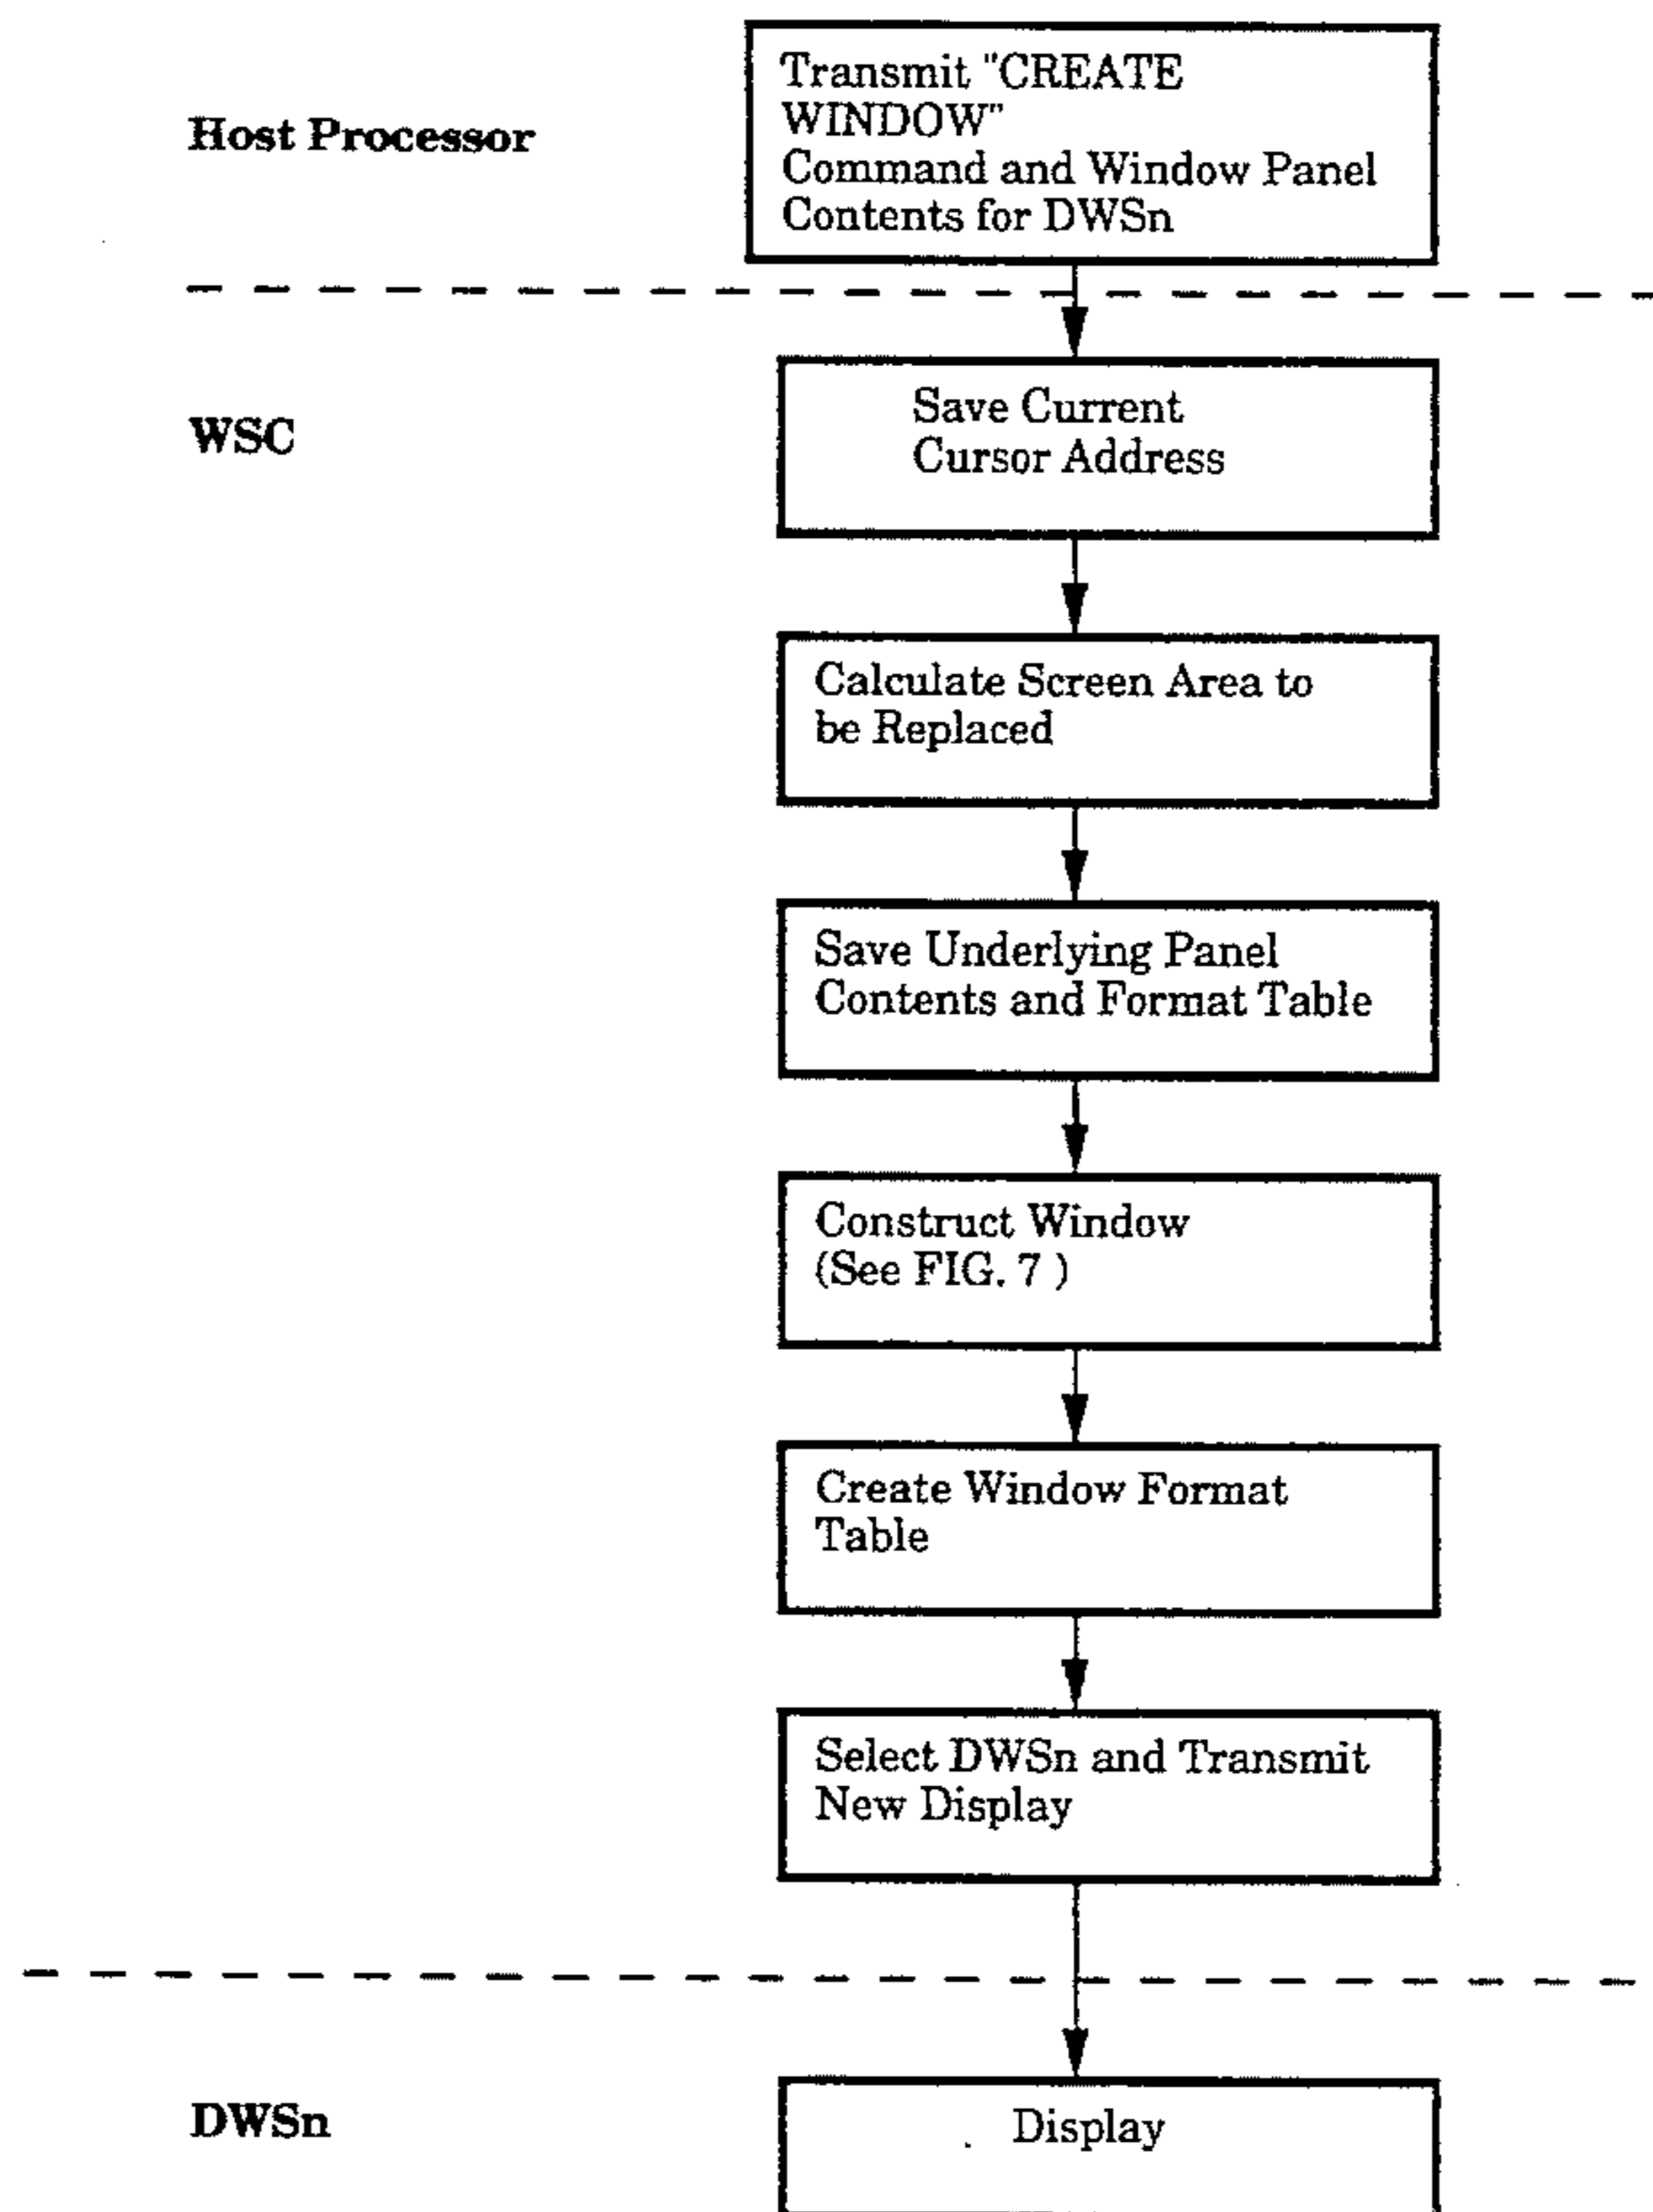 Transmit "CREATE
WINDOW"
Command and Window Panel
Contents for DWSn
Host Processor
Save Current
Cursor Address
WSC
Calculate Screen Area to
be Replaced
Save Underlying Panel
Contents and Format Table
Construct Window
(See FIG. 7 )
Create Window Format
Table
Select DWSn and Transmit
New Display
DWSn
Display